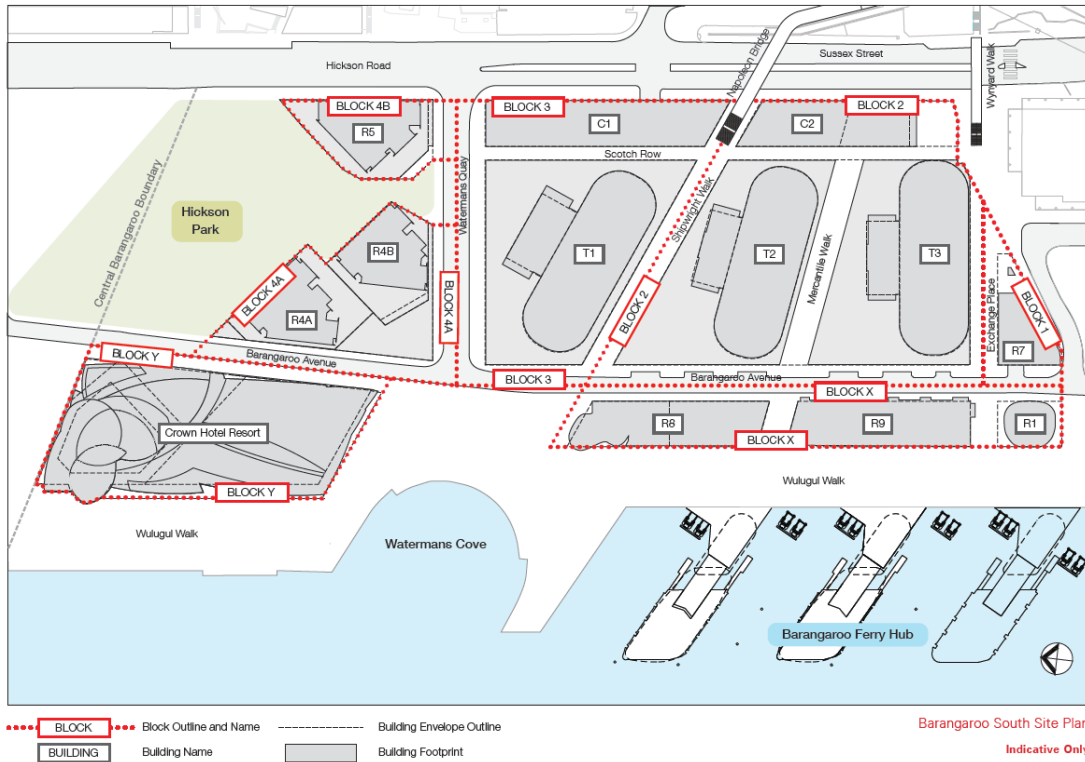 Sussex Street
Hickson Road
Napoleon Bridge
Wynyard Walk
BLOCK 4B
R5
BLOCK 3
C1
C2
BLOCK 2
Scotch Row
Central Barangaroo Boundary
Hickson
Park
Watermans Quay
R4B
BLOCK 4A
R4A
BLOCK 4A
T1
Shipwright Walk
BLOCK 2
T2
Mercantile Walk
T3
Exchange Place
BLOCK 1
R7
BLOCK Y
Barangaroo Avenue
BLOCK 3
Barangaroo Avenue
BLOCK X
Crown Hotel Resort
R8
BLOCK X
R9
R1
BLOCK Y
Wulugul Walk
Wulugul Walk
Watermans Cove
Barangaroo Ferry Hub
BLOCK Block Outline and Name
Building Envelope Outline
BUILDING Building Name
Building Footprint
Barangaroo South Site Plan
Indicative Only